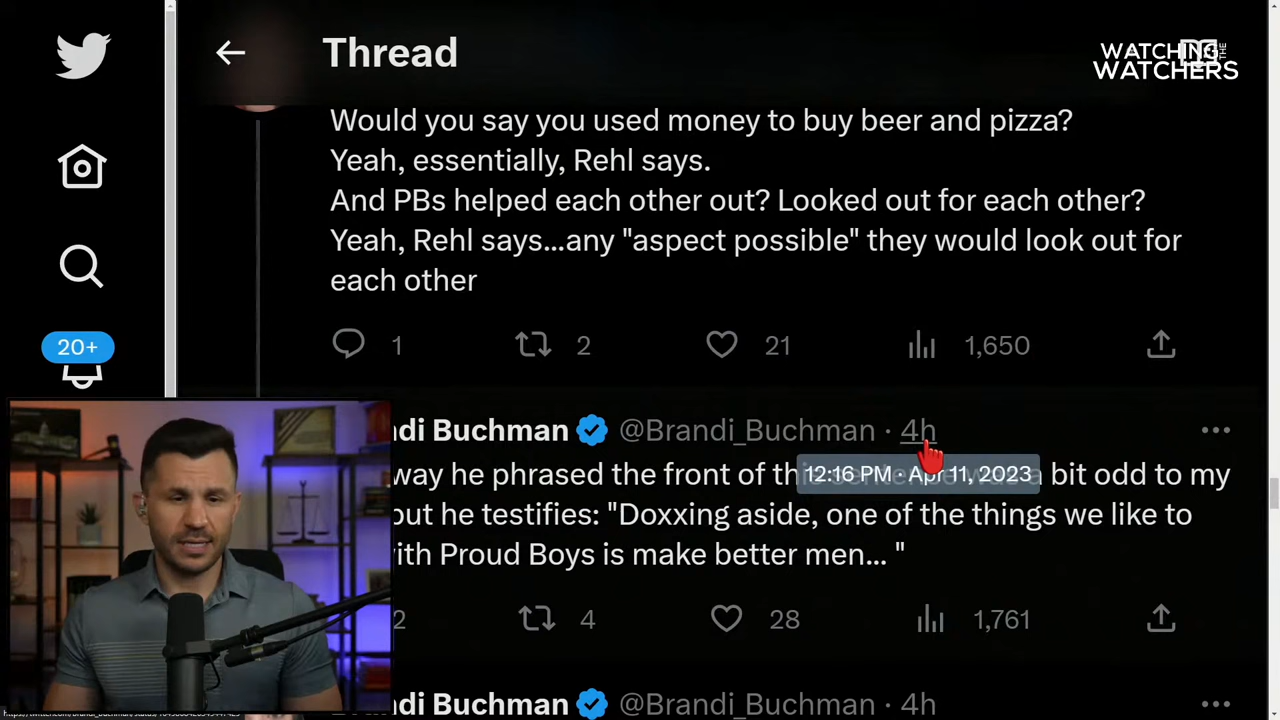 Thread
WATCHING THE
WATCHERS
Would you say you used money to buy beer and pizza?
Yeah, essentially, Rehl says.
And PBs helped each other out? Looked out for each other?
Yeah, Rehl says...any "aspect possible" they would look out for
each other
20+
1
2
21
1,650
di Buchman @Brandi_Buchman · 4h
12:16 PM · Apr 11, 2023
way he phrased the front of a bit odd to my
but he testifies: "Doxxing aside, one of the things we like to
ith Proud Boys is make better men... "
2
4
28
1,761
di Buchman @Brandi_Buchman · 4h